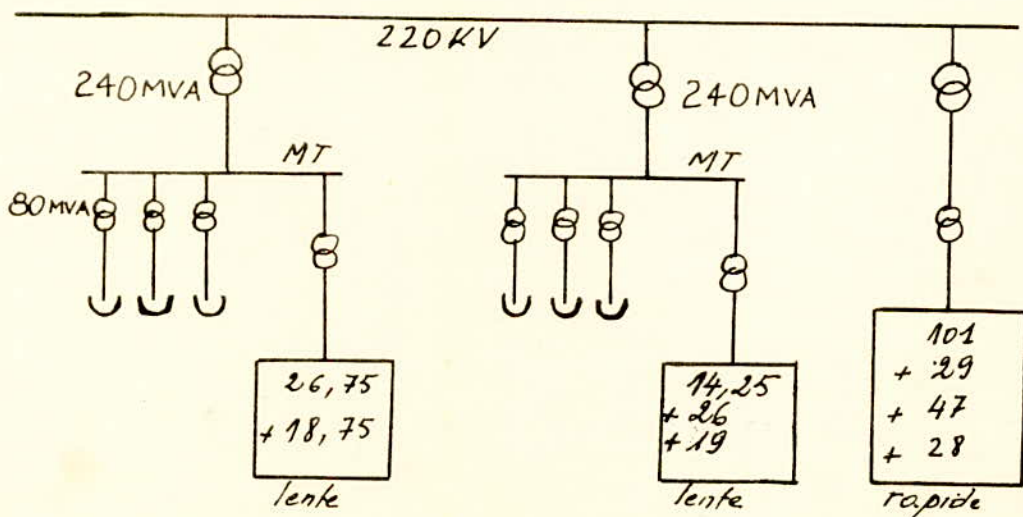 220KV
240MVA
240MVA
MT
MT
80MVA
26,75
+ 18,75
lente
14,25
+ 26
+ 19
lente
101
+ 29
+ 47
+ 28
rapide